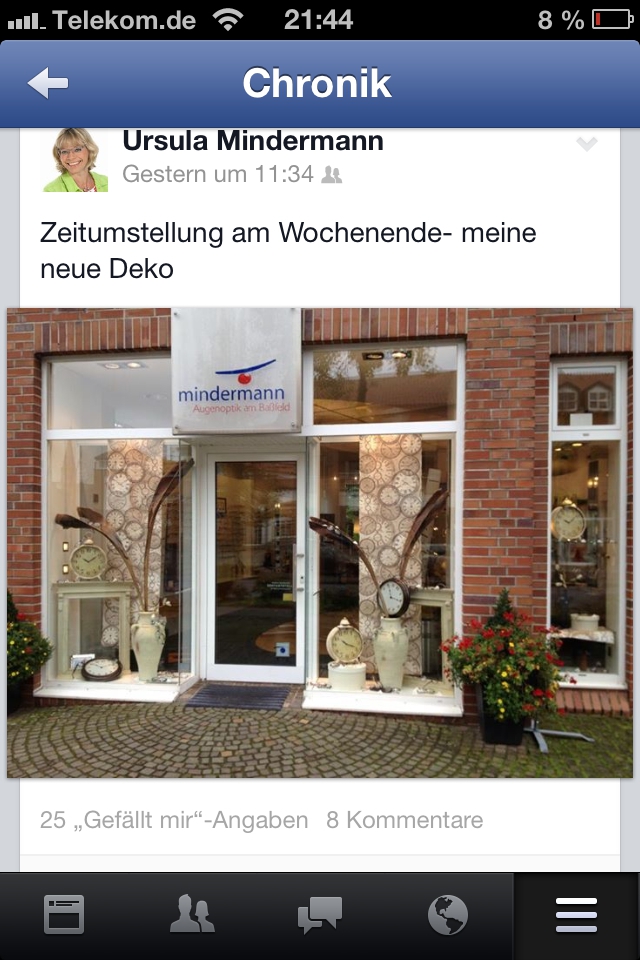 Telekom.de 21:44 8 %
Chronik
Ursula Mindermann
Gestern um 11:34
Zeitumstellung am Wochenende- meine
neue Deko
mindermann
Augenoptik am Baßfeld
25 „Gefällt mir“-Angaben 8 Kommentare